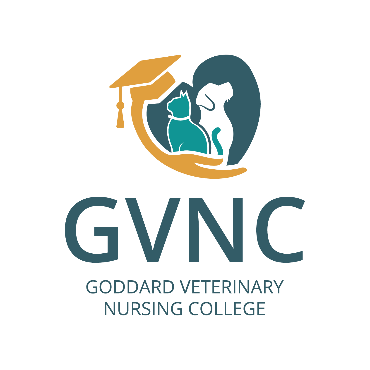 GVNC
GODDARD VETERINARY
NURSING COLLEGE